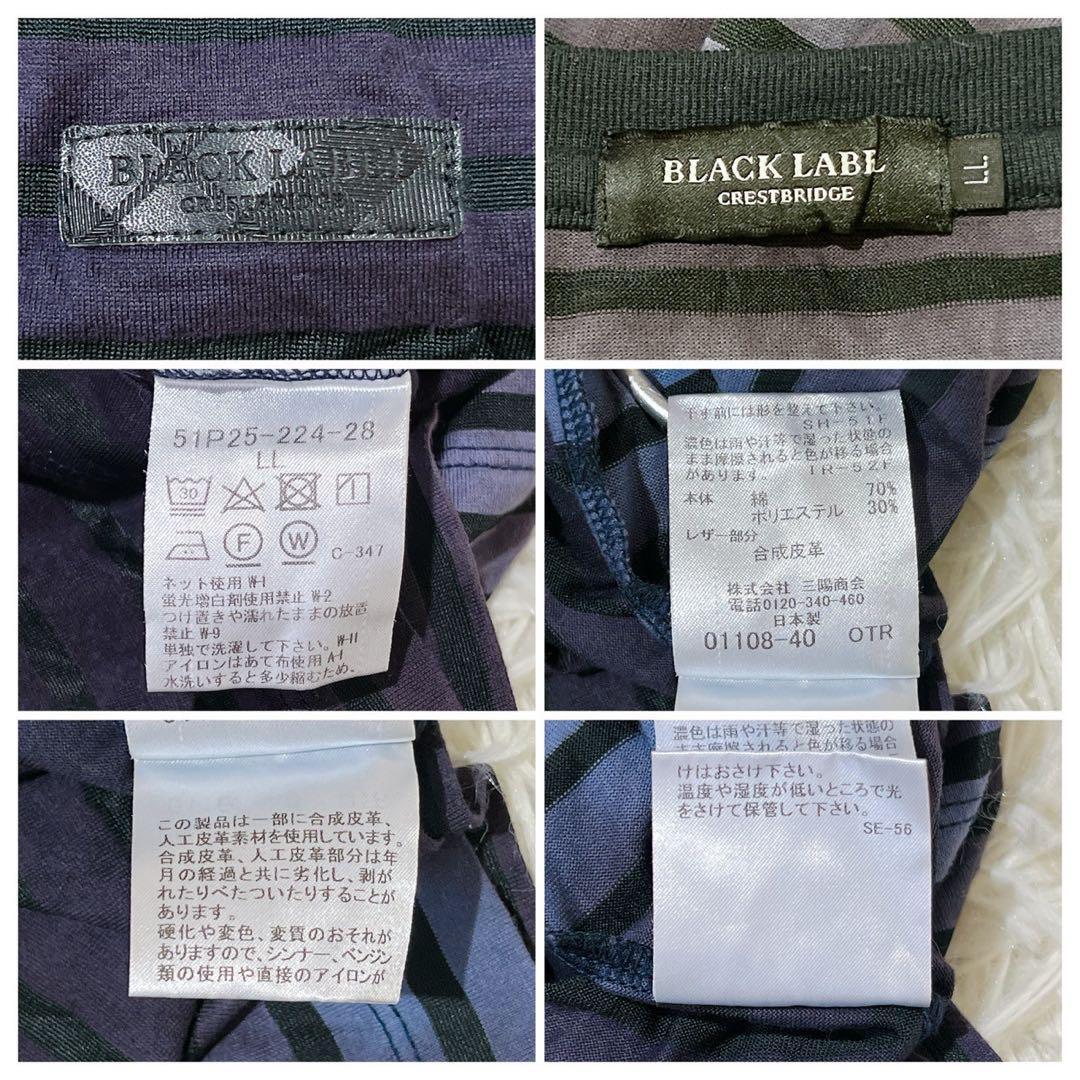 BLACK LABEL
CRESTBRIDGE
BLACK LABEL
CRESTBRIDGE
LL
51P25-224-28
LL
30
F
W
C-347
ネット使用 W-1
蛍光増白剤使用禁止 W-2
つけ置きや濡れたままの放置
禁止 W-9
単独で洗濯して下さい。 W-11
アイロンはあて布使用 A-1
水洗いすると多少縮むため、
干す前には形を整えて下さい。
SH-51F
濃色は雨や汗等で湿った状態の
まま摩擦されると色が移る場合
があります。 TR-52F
本体 綿 70%
ポリエステル 30%
レザー部分
合成皮革
株式会社 三陽商会
電話0120-340-460
日本製
01108-40 OTR
この製品は一部に合成皮革、
人工皮革素材を使用しています。
合成皮革、人工皮革部分は年
月の経過と共に劣化し、剥が
れたりべたついたりすることが
あります。
硬化や変色、変質のおそれが
ありますので、シンナー、ベンジン
類の使用や直接のアイロンが
濃色は雨や汗等で湿った状態の
まま摩擦されると色が移る場合
けはおさけ下さい。
温度や湿度が低いところで光
をさけて保管して下さい。
SE-56